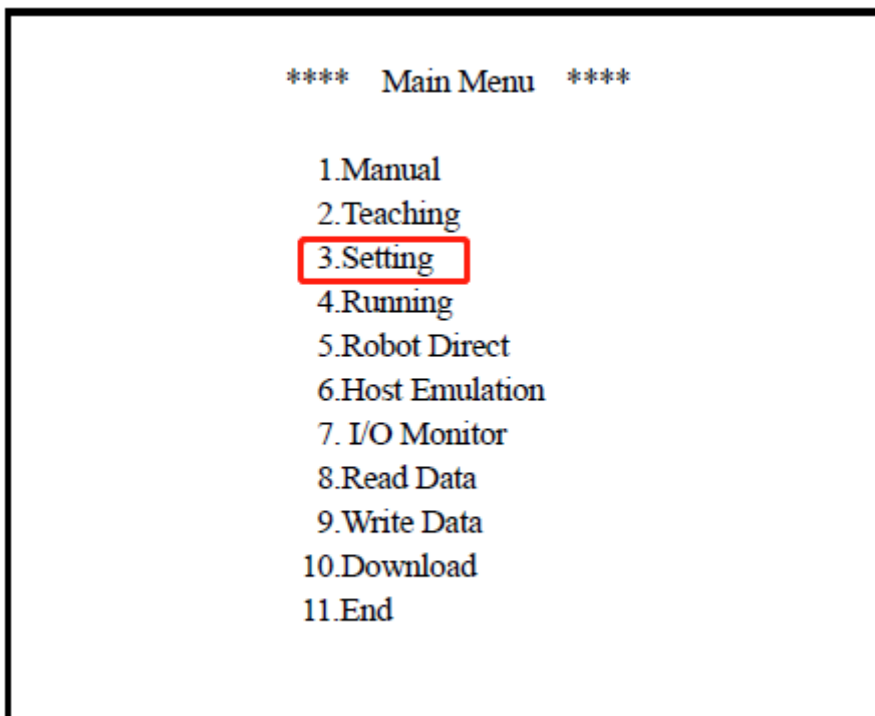 **** Main Menu ****
1.Manual
2.Teaching
3.Setting
4.Running
5.Robot Direct
6.Host Emulation
7. I/O Monitor
8.Read Data
9.Write Data
10.Download
11.End